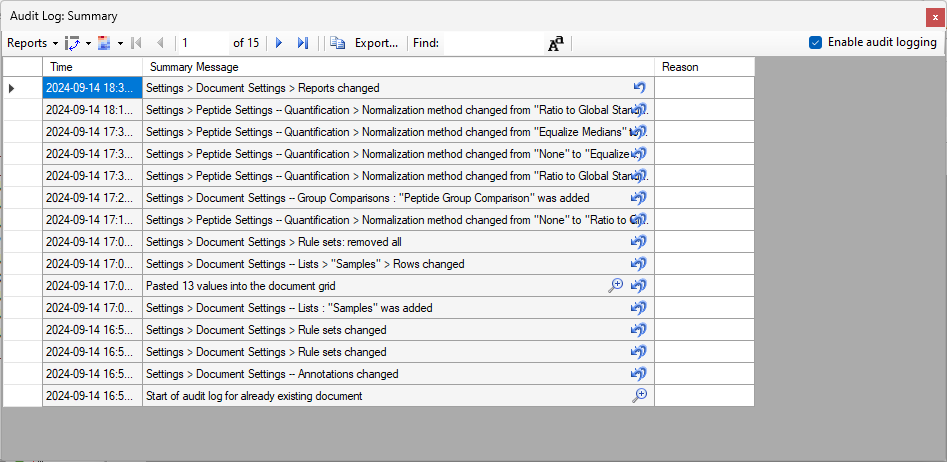 Audit Log: Summary
Reports 1 of 15 Export... Find: Enable audit logging
Time Summary Message Reason
2024-09-14 18:3... Settings > Document Settings > Reports changed
2024-09-14 18:1... Settings > Peptide Settings -- Quantification > Normalization method changed from "Ratio to Global Stand...
2024-09-14 17:3... Settings > Peptide Settings -- Quantification > Normalization method changed from "Equalize Medians" to...
2024-09-14 17:3... Settings > Peptide Settings -- Quantification > Normalization method changed from "None" to "Equalize...
2024-09-14 17:3... Settings > Peptide Settings -- Quantification > Normalization method changed from "Ratio to Global Stand...
2024-09-14 17:2... Settings > Document Settings -- Group Comparisons : "Peptide Group Comparison" was added
2024-09-14 17:1... Settings > Peptide Settings -- Quantification > Normalization method changed from "None" to "Ratio to Gl...
2024-09-14 17:0... Settings > Document Settings > Rule sets: removed all
2024-09-14 17:0... Settings > Document Settings -- Lists > "Samples" > Rows changed
2024-09-14 17:0... Pasted 13 values into the document grid
2024-09-14 17:0... Settings > Document Settings -- Lists : "Samples" was added
2024-09-14 16:5... Settings > Document Settings > Rule sets changed
2024-09-14 16:5... Settings > Document Settings > Rule sets changed
2024-09-14 16:5... Settings > Document Settings -- Annotations changed
2024-09-14 16:5... Start of audit log for already existing document